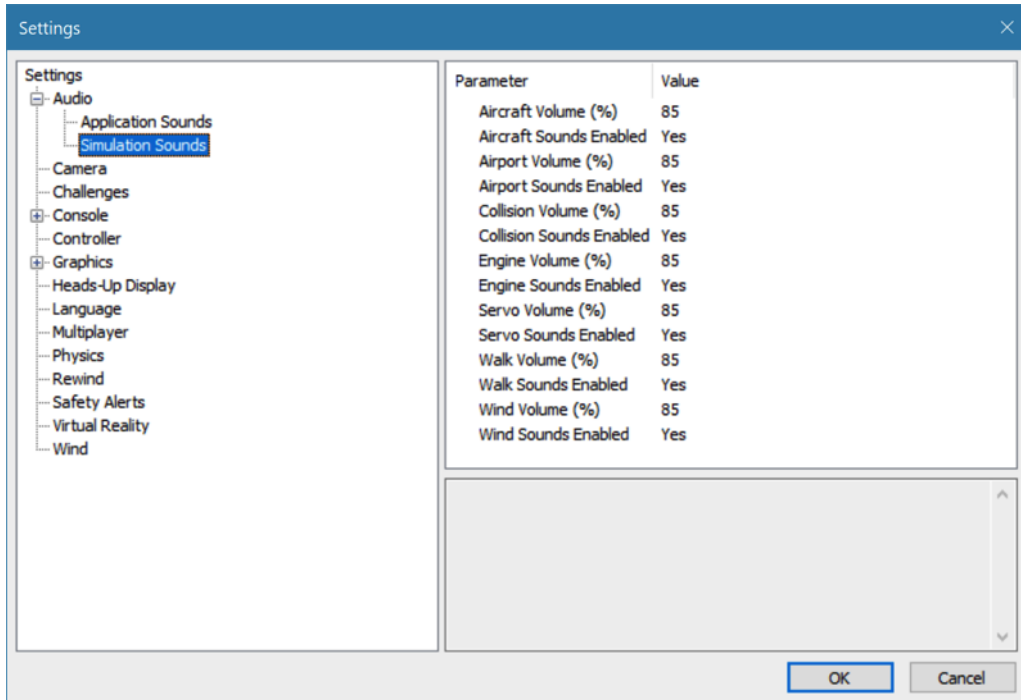 Settings
Settings
Audio
Application Sounds
Simulation Sounds
Camera
Challenges
Console
Controller
Graphics
Heads-Up Display
Language
Multiplayer
Physics
Rewind
Safety Alerts
Virtual Reality
Wind
Parameter Value
Aircraft Volume (%) 85
Aircraft Sounds Enabled Yes
Airport Volume (%) 85
Airport Sounds Enabled Yes
Collision Volume (%) 85
Collision Sounds Enabled Yes
Engine Volume (%) 85
Engine Sounds Enabled Yes
Servo Volume (%) 85
Servo Sounds Enabled Yes
Walk Volume (%) 85
Walk Sounds Enabled Yes
Wind Volume (%) 85
Wind Sounds Enabled Yes
OK Cancel